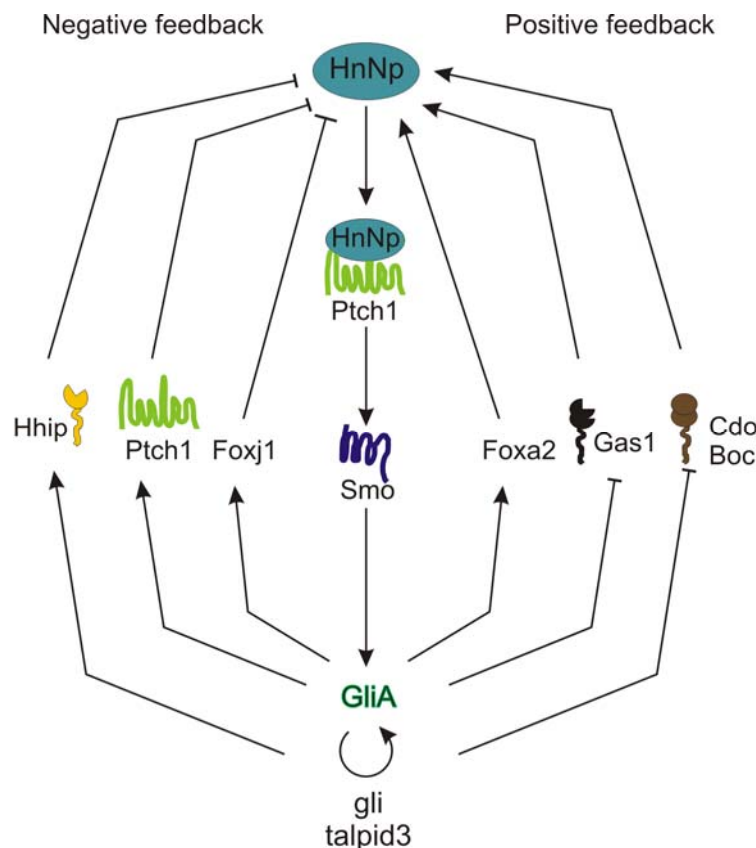 Negative feedback
Positive feedback
HnNp
HnNp
Ptch1
Hhip
Ptch1
Foxj1
Smo
Foxa2
Gas1
Cdo
Boc
GliA
gli
talpid3